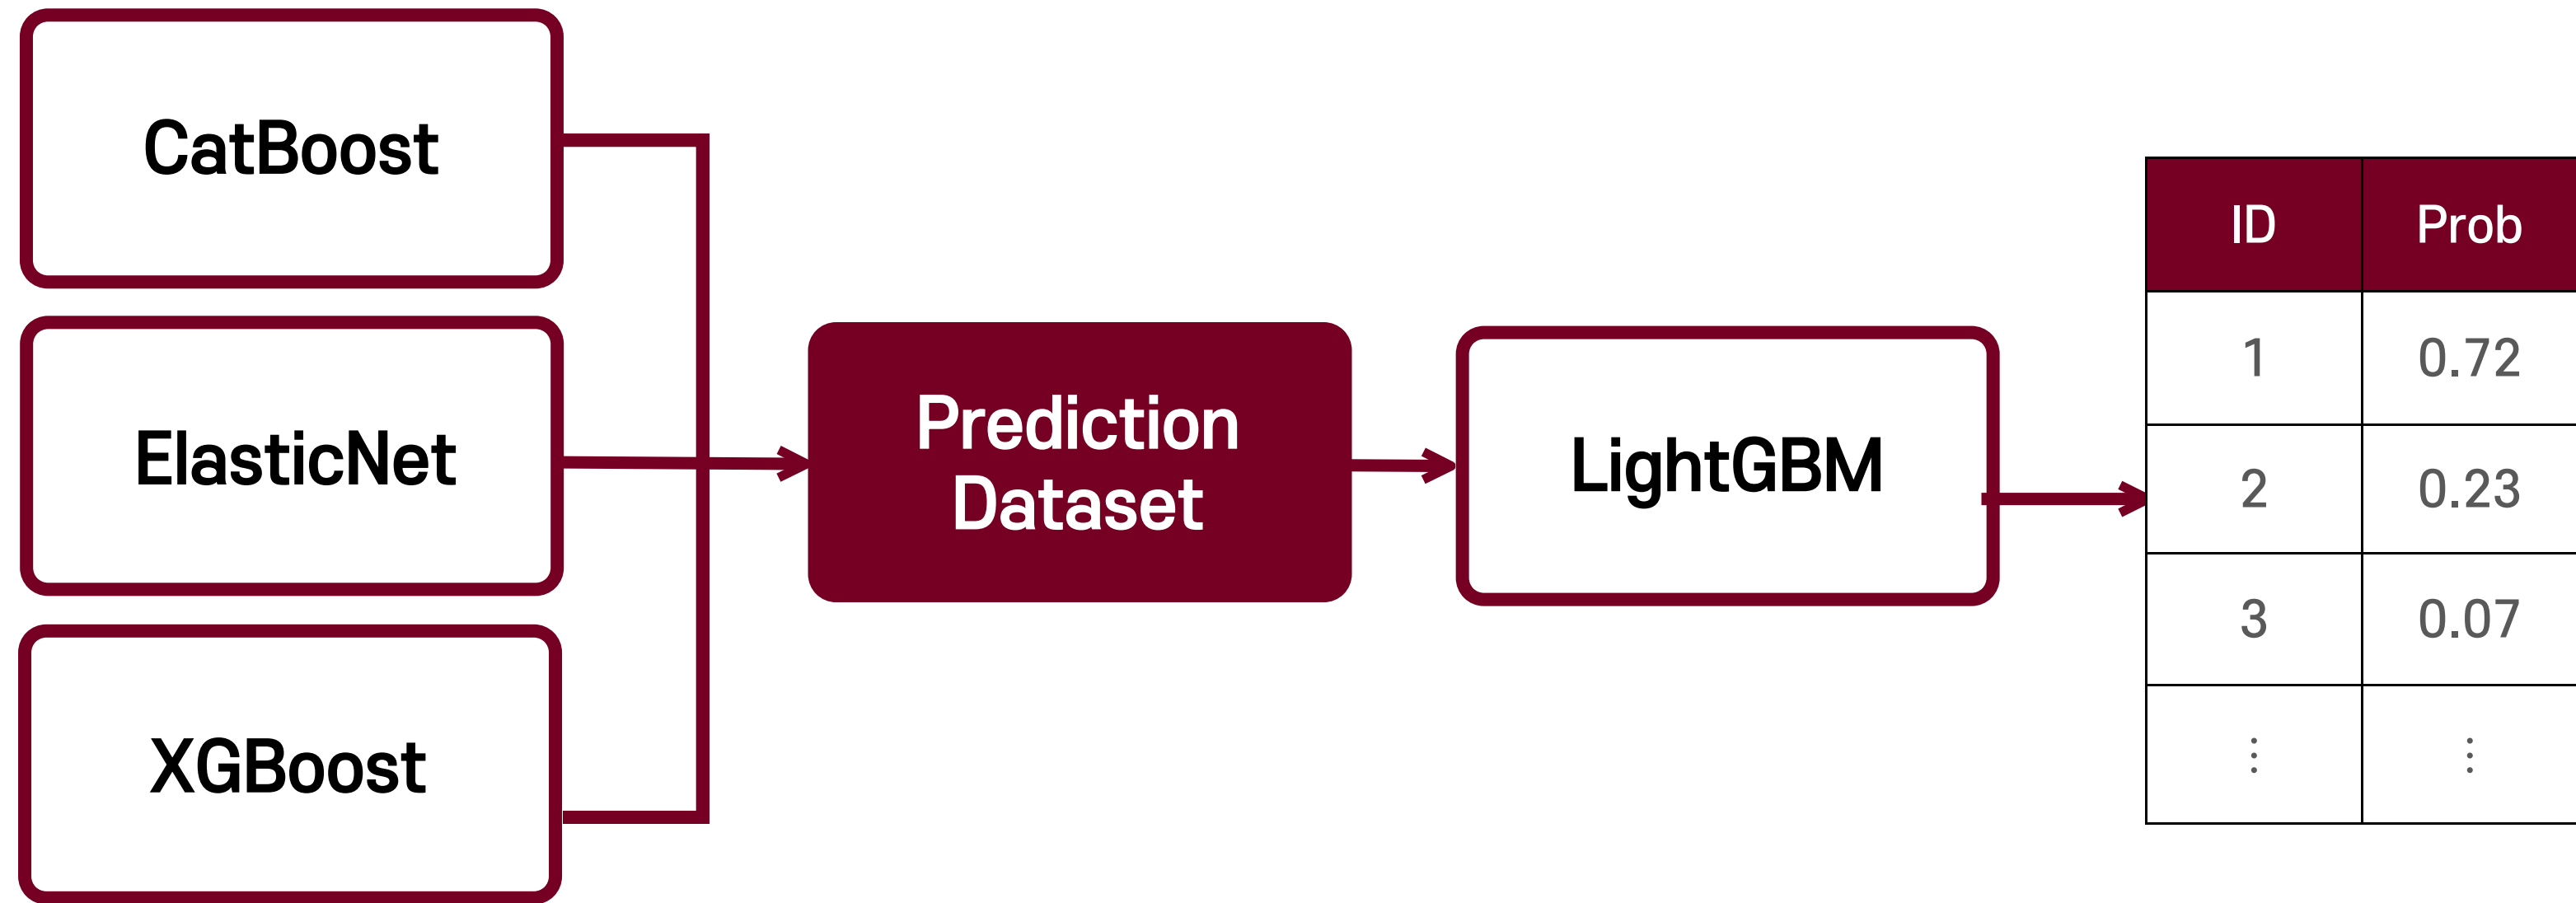 CatBoost
ElasticNet
XGBoost
Prediction
Dataset
LightGBM
ID Prob
1 0.72
2 0.23
3 0.07
⋮ ⋮